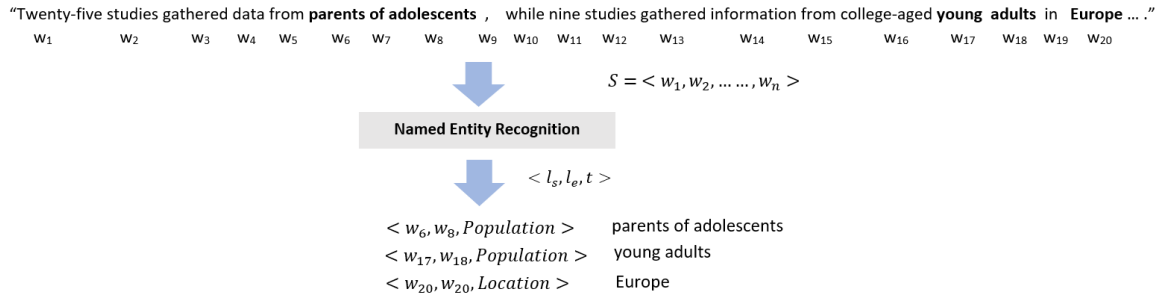 “Twenty-five studies gathered data from parents of adolescents , while nine studies gathered information from college-aged young adults in Europe ... .”
w₁ w₂ w₃ w₄ w₅ w₆ w₇ w₈ w₉ w₁₀ w₁₁ w₁₂ w₁₃ w₁₄ w₁₅ w₁₆ w₁₇ w₁₈ w₁₉ w₂₀
S = < w₁, w₂, ... ..., wₙ >
Named Entity Recognition
< lₛ, lₑ, t >
< w₆, w₈, Population > parents of adolescents
< w₁₇, w₁₈, Population > young adults
< w₂₀, w₂₀, Location > Europe